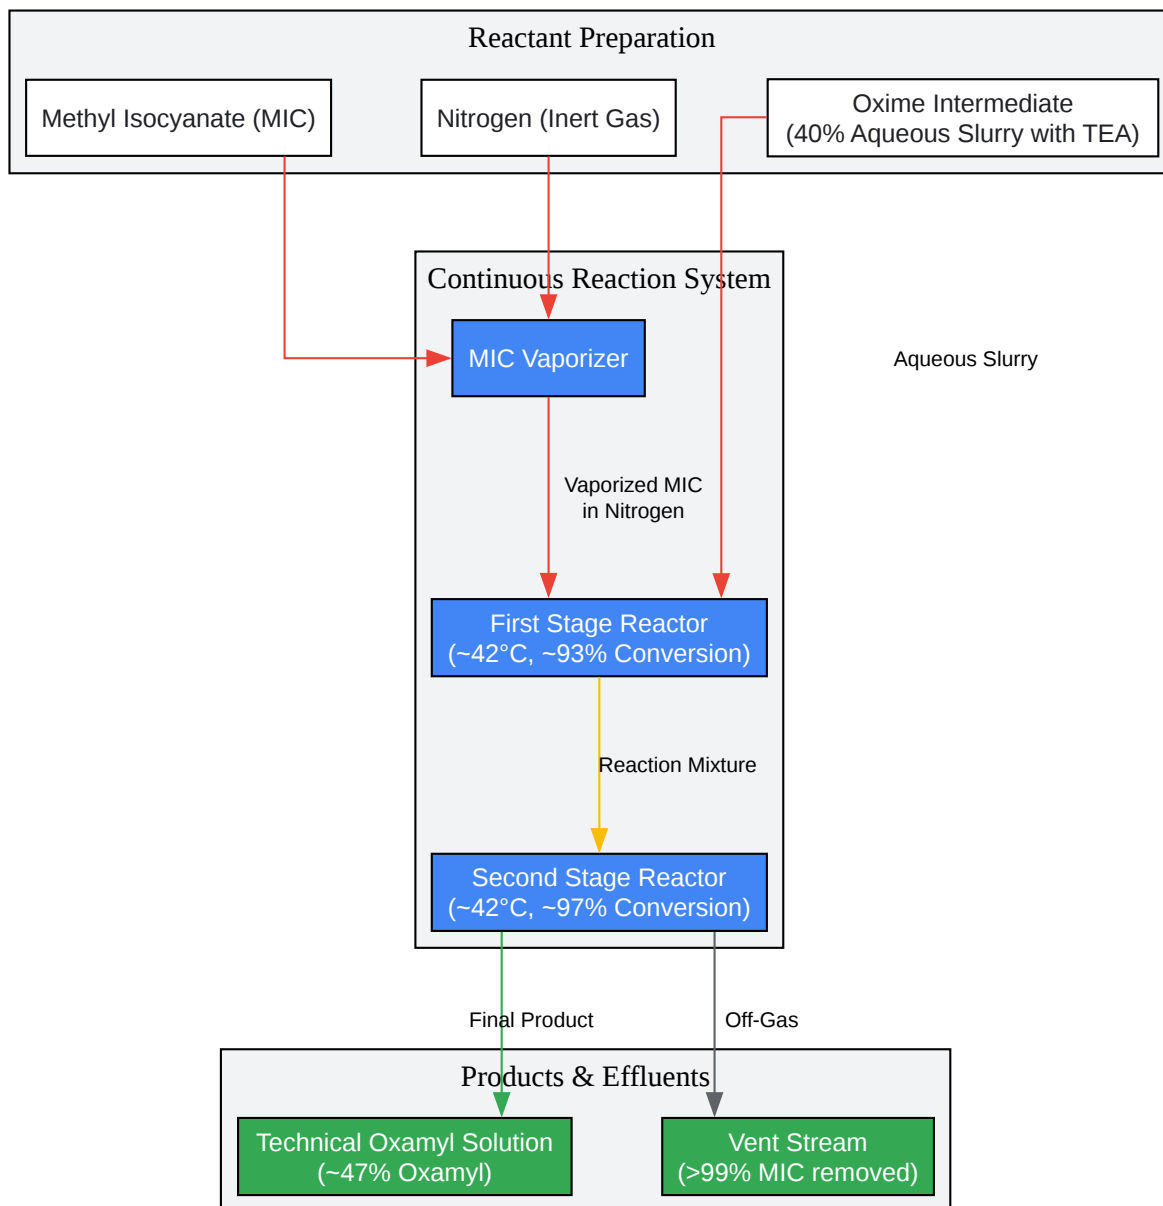 Reactant Preparation
Methyl Isocyanate (MIC)
Nitrogen (Inert Gas)
Oxime Intermediate
(40% Aqueous Slurry with TEA)
Continuous Reaction System
MIC Vaporizer
Aqueous Slurry
Vaporized MIC
in Nitrogen
First Stage Reactor
(~42°C, ~93% Conversion)
Reaction Mixture
Second Stage Reactor
(~42°C, ~97% Conversion)
Final Product
Off-Gas
Products & Effluents
Technical Oxamyl Solution
(~47% Oxamyl)
Vent Stream
(>99% MIC removed)